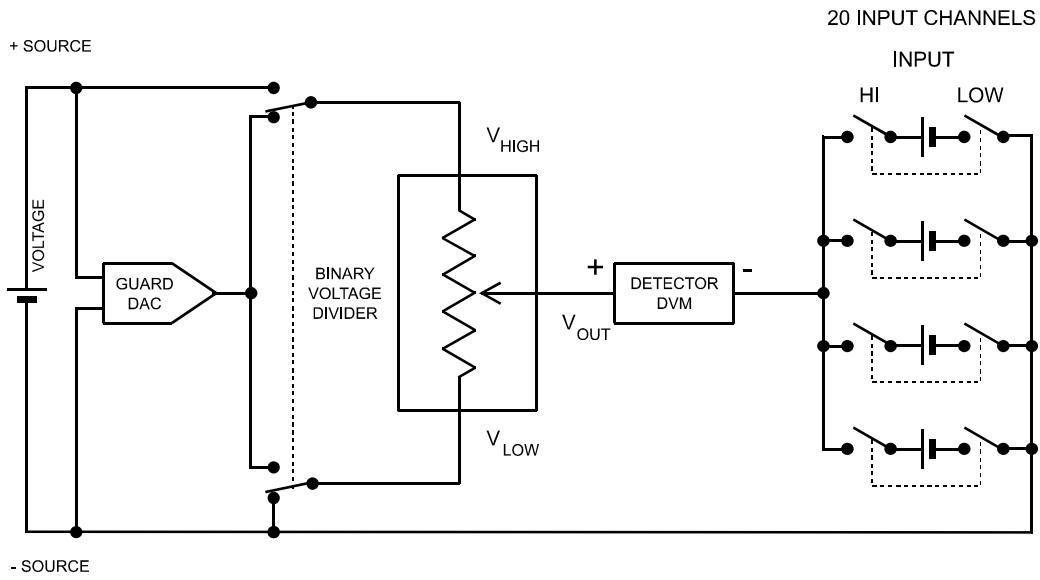 20 INPUT CHANNELS
+ SOURCE
INPUT
HI LOW
V HIGH
VOLTAGE
GUARD
DAC
BINARY
VOLTAGE
DIVIDER
+
DETECTOR
DVM
-
V OUT
V LOW
- SOURCE